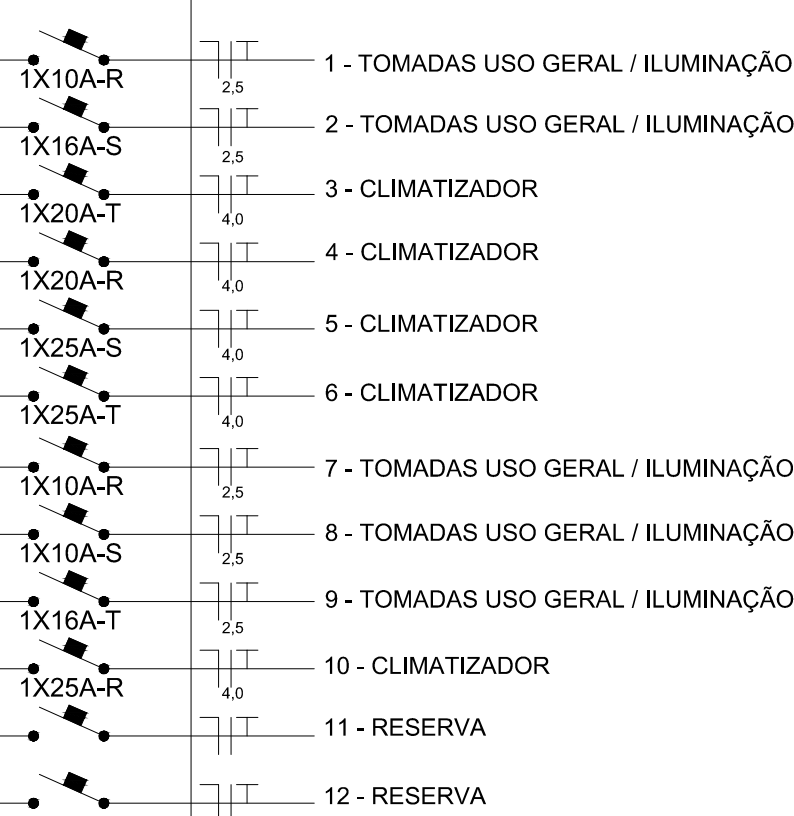 1 - TOMADAS USO GERAL / ILUMINAÇÃO
1X10A-R
2,5
2 - TOMADAS USO GERAL / ILUMINAÇÃO
1X16A-S
2,5
3 - CLIMATIZADOR
1X20A-T
4,0
4 - CLIMATIZADOR
1X20A-R
4,0
5 - CLIMATIZADOR
1X25A-S
4,0
6 - CLIMATIZADOR
1X25A-T
4,0
7 - TOMADAS USO GERAL / ILUMINAÇÃO
1X10A-R
2,5
8 - TOMADAS USO GERAL / ILUMINAÇÃO
1X10A-S
2,5
9 - TOMADAS USO GERAL / ILUMINAÇÃO
1X16A-T
2,5
10 - CLIMATIZADOR
1X25A-R
4,0
11 - RESERVA
12 - RESERVA